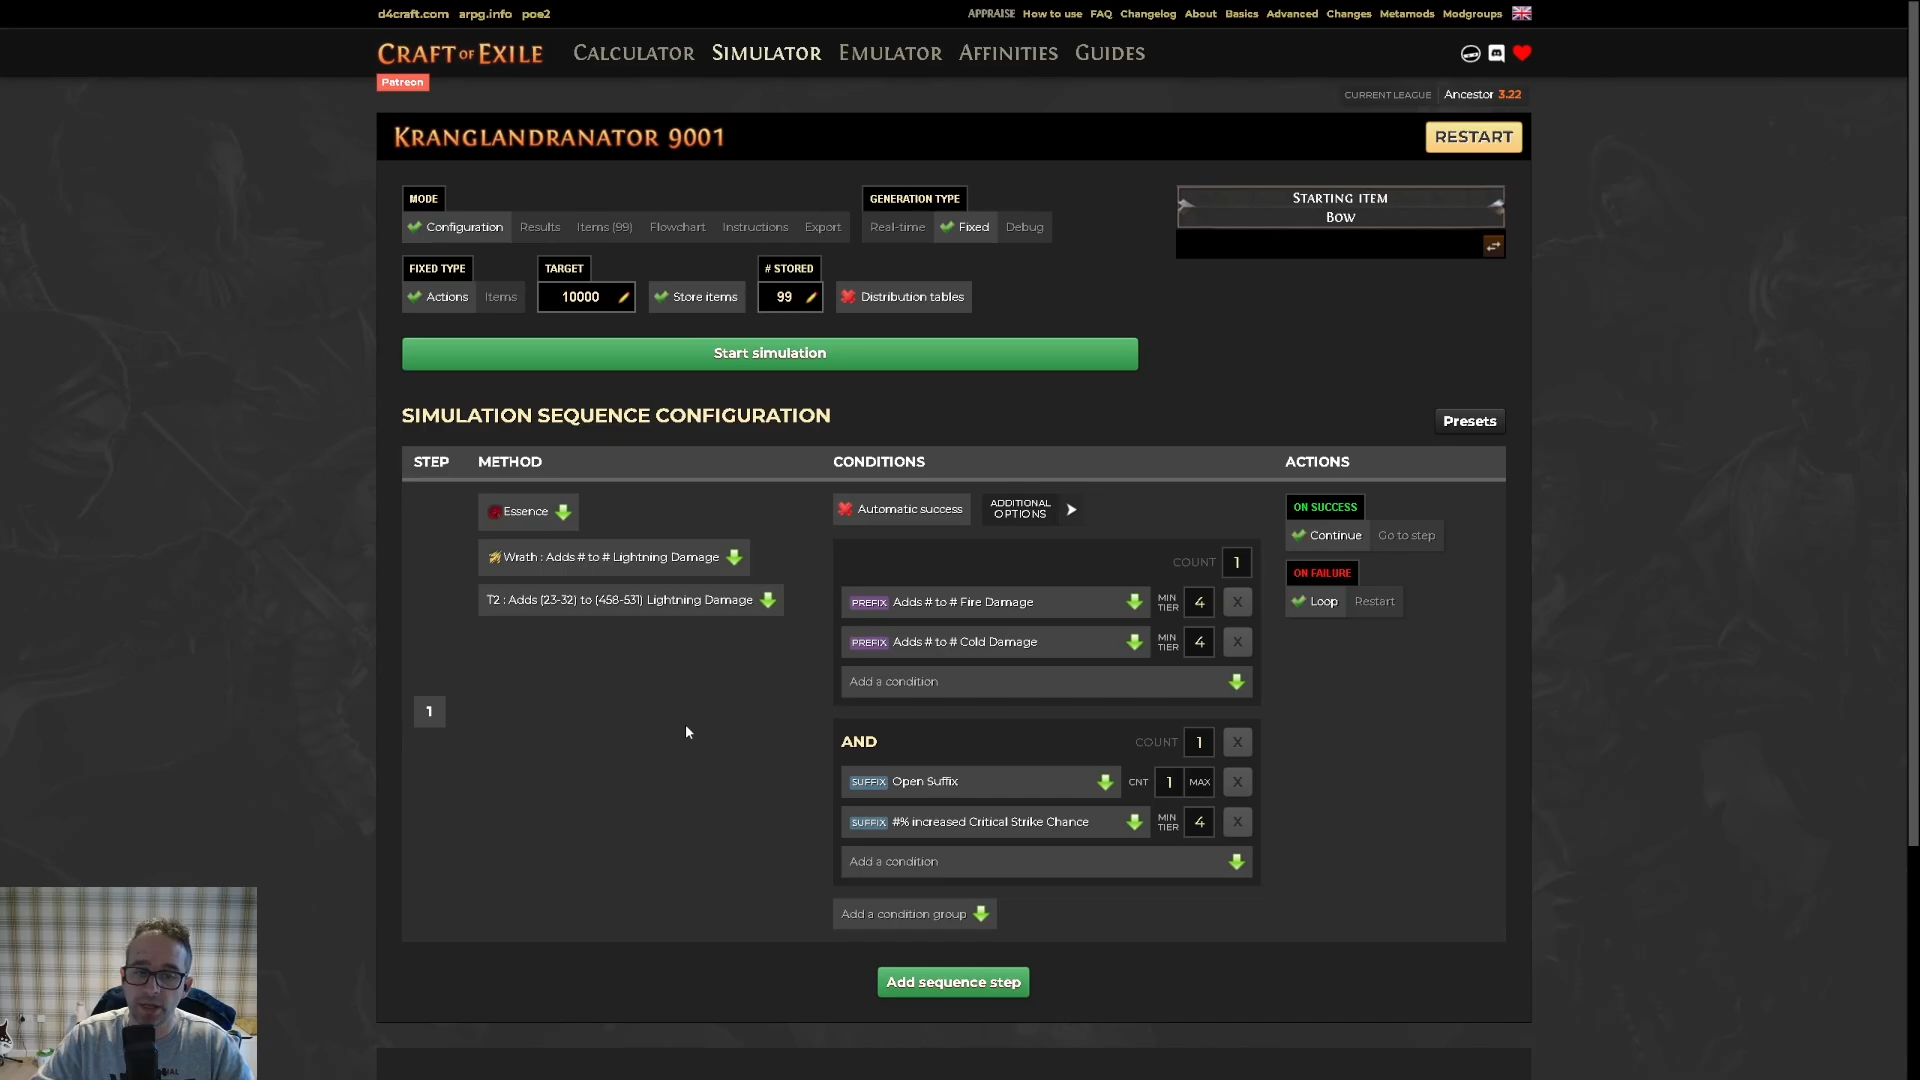 d4craft.com arpg.info poe2
APPRAISE How to use FAQ Changelog About Basics Advanced Changes Metamods Modgroups
CRAFT OF EXILE CALCULATOR SIMULATOR EMULATOR AFFINITIES GUIDES
Patreon
CURRENT LEAGUE Ancestor 3.22
KRANGLANDRANATOR 9001
RESTART
MODE
Configuration Results Items (99) Flowchart Instructions Export
GENERATION TYPE
Real-time Fixed Debug
STARTING ITEM
BOW
FIXED TYPE
Actions Items
TARGET
10000
Store items
# STORED
99
Distribution tables
Start simulation
SIMULATION SEQUENCE CONFIGURATION
Presets
STEP METHOD CONDITIONS ACTIONS
1
Essence
Wrath : Adds # to # Lightning Damage
T2 : Adds (23-32) to (458-531) Lightning Damage
Automatic success
ADDITIONAL
OPTIONS
COUNT 1
PREFIX Adds # to # Fire Damage MIN TIER 4 X
PREFIX Adds # to # Cold Damage MIN TIER 4 X
Add a condition
AND COUNT 1 X
SUFFIX Open Suffix CNT 1 MAX X
SUFFIX #% increased Critical Strike Chance MIN TIER 4 X
Add a condition
Add a condition group
ON SUCCESS
Continue Go to step
ON FAILURE
Loop Restart
Add sequence step